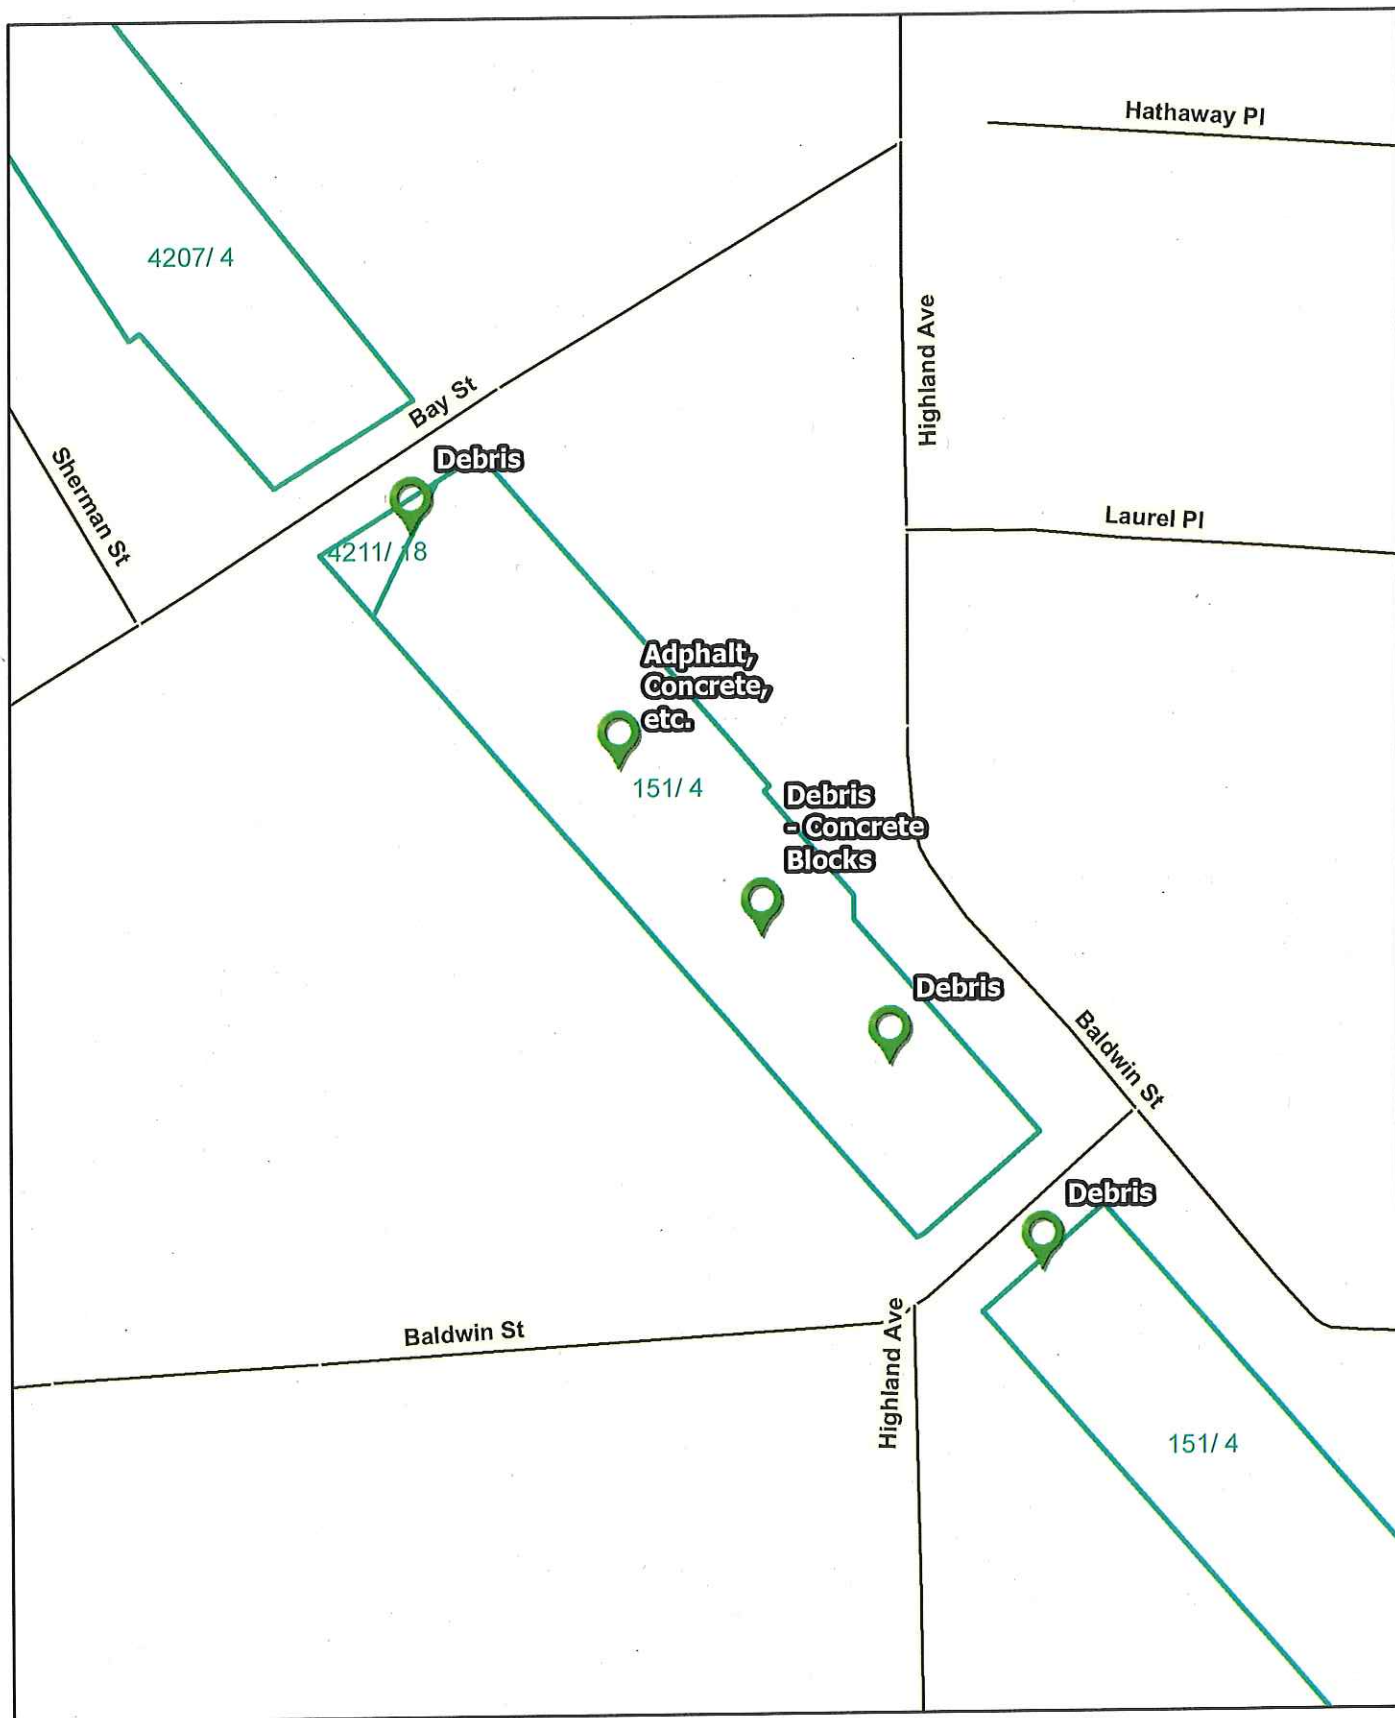 Hathaway Pl
4207/ 4
Highland Ave
Bay St
Sherman St
Debris
Laurel Pl
4211/ 18
Adphalt,
Concrete,
etc.
151/ 4
Debris
- Concrete
Blocks
Debris
Baldwin St
Debris
Baldwin St
Highland Ave
151/ 4